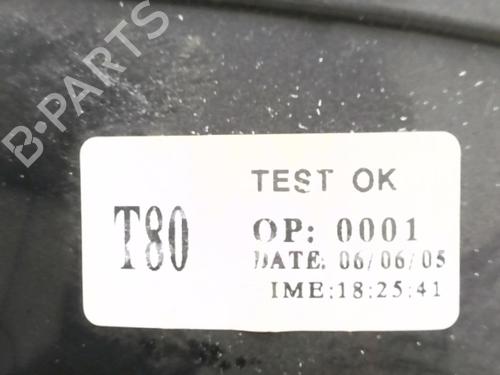 B-PARTS
TEST OK
T80
OP: 0001
DATE: 06/06/05
IME:18:25:41